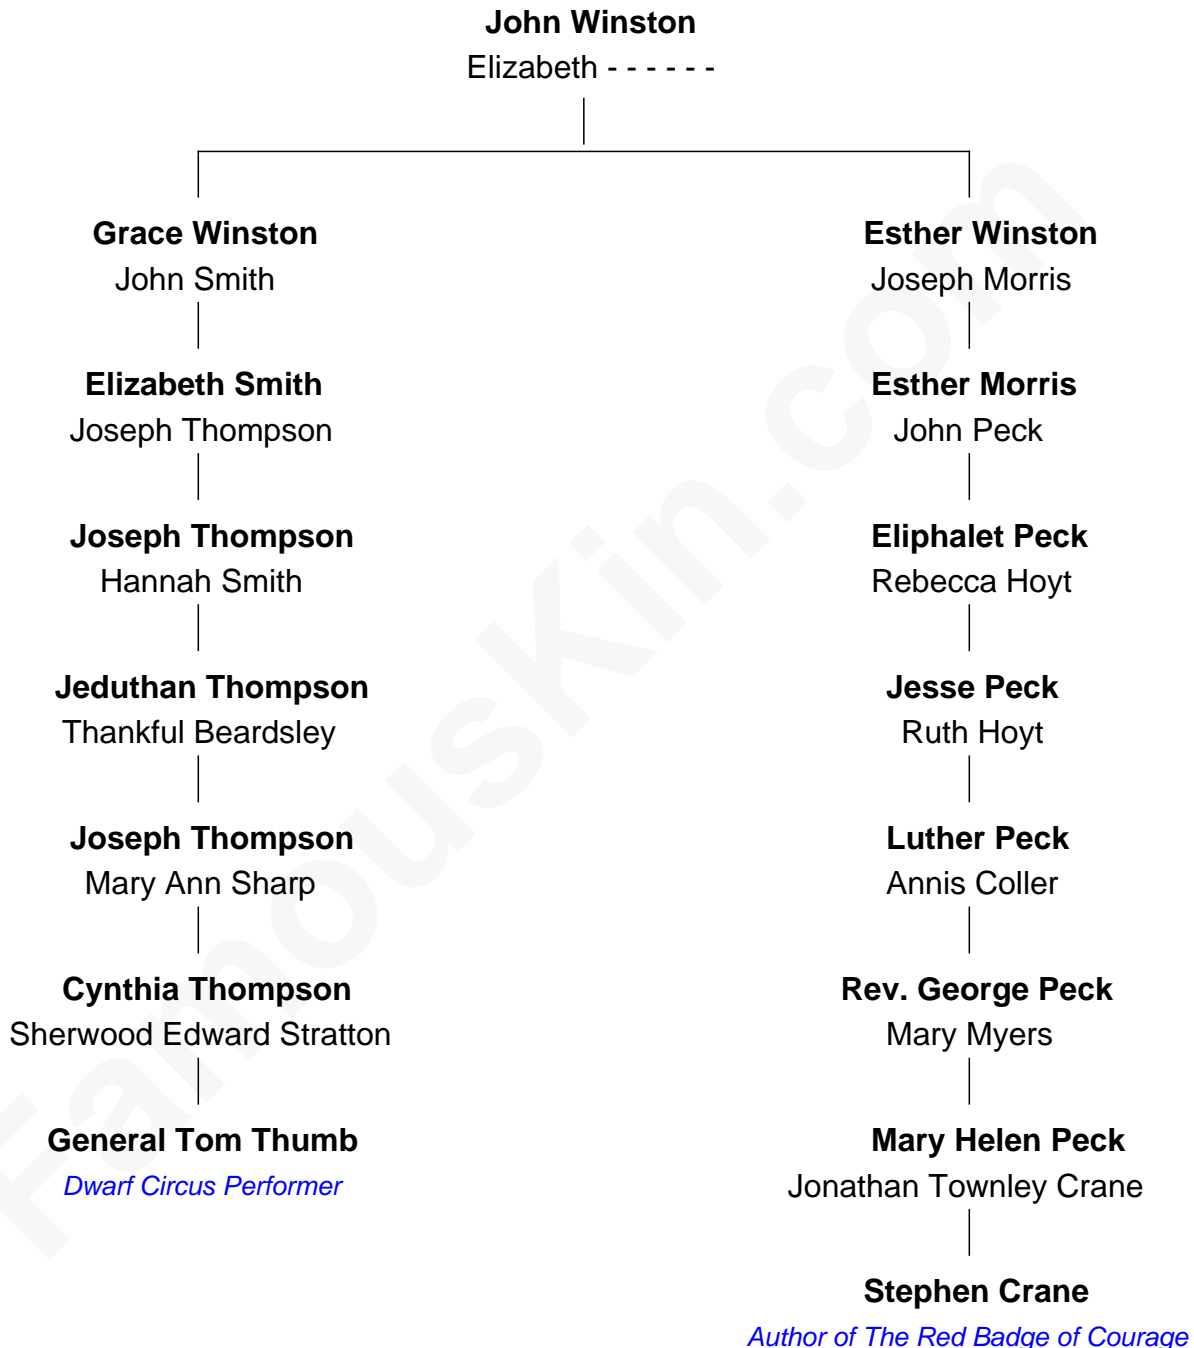 John Winston
Elizabeth - - - - - -
Grace Winston
John Smith
Esther Winston
Joseph Morris
Elizabeth Smith
Joseph Thompson
Esther Morris
John Peck
Joseph Thompson
Hannah Smith
Eliphalet Peck
Rebecca Hoyt
Jeduthan Thompson
Thankful Beardsley
Jesse Peck
Ruth Hoyt
Joseph Thompson
Mary Ann Sharp
Luther Peck
Annis Coller
Cynthia Thompson
Sherwood Edward Stratton
Rev. George Peck
Mary Myers
General Tom Thumb
Dwarf Circus Performer
Mary Helen Peck
Jonathan Townley Crane
Stephen Crane
Author of The Red Badge of Courage
FamousKin.com